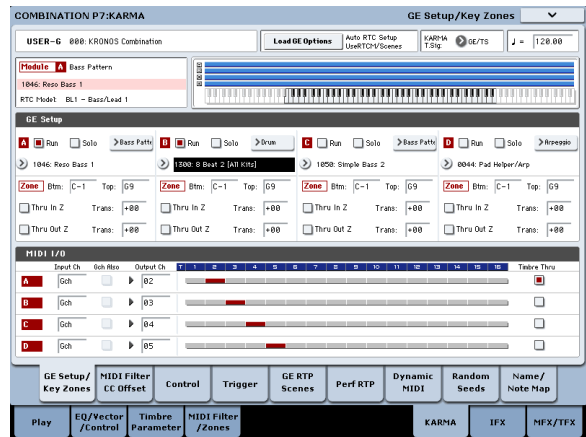 COMBINATION P7:KARMA GE Setup/Key Zones
USER-G 000: KRONOS Combination Load GE Options Auto RTC Setup UseRTCM/Scenes KARMA T.Sig: GE/TS ♩= 120.00
Module A Bass Pattern
1046: Reso Bass 1
RTC Model: BL1 - Bass/Lead 1
GE Setup
A Run Solo Bass Patte B Run Solo Drum C Run Solo Bass Patte D Run Solo Arpeggio
1046: Reso Bass 1 1300: 8 Beat 2 [All Kits] 1050: Simple Bass 2 0044: Pad Helper/Arp
Zone Btm: C-1 Top: G9 Zone Btm: C-1 Top: G9 Zone Btm: C-1 Top: G9 Zone Btm: C-1 Top: G9
Thru In Z Trans: +00 Thru In Z Trans: +00 Thru In Z Trans: +00 Thru In Z Trans: +00
Thru Out Z Trans: +00 Thru Out Z Trans: +00 Thru Out Z Trans: +00 Thru Out Z Trans: +00
MIDI I/O
Input Ch Gch Also Output Ch T 1 2 3 4 5 6 7 8 9 10 11 12 13 14 15 16 Timbre Thru
A Gch 02
B Gch 03
C Gch 04
D Gch 05
GE Setup/ Key Zones MIDI Filter CC Offset Control Trigger GE RTP Scenes Perf RTP Dynamic MIDI Random Seeds Name/ Note Map
Play EQ/Vector /Control Timbre Parameter MIDI Filter /Zones KARMA IFX MFX/TFX